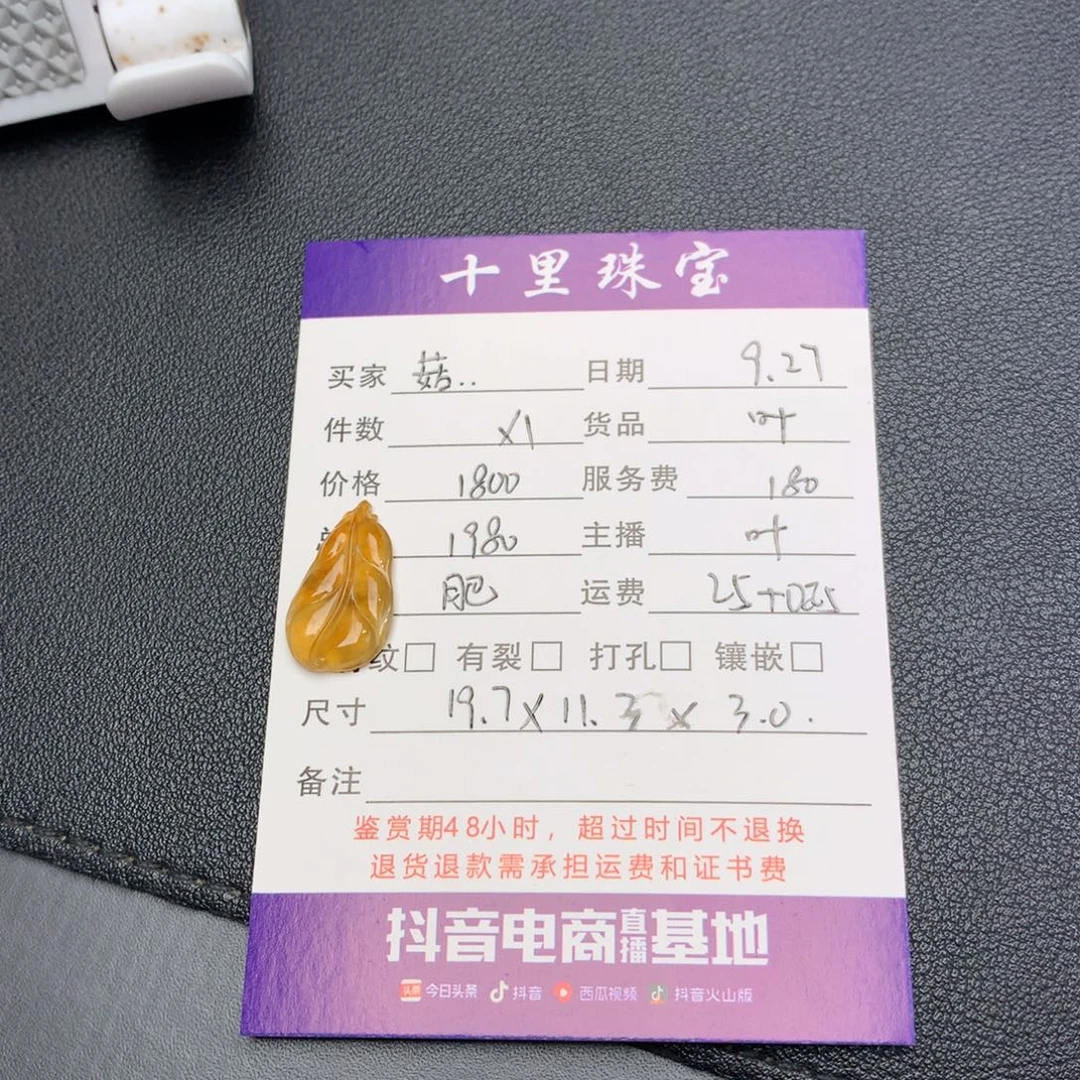 十里珠宝
买家 菇.. 日期 9.27
件数 X1 货品 叶
价格 1800 服务费 180
总 1980 主播 叶
肥 运费 25+
纹□ 有裂□ 打孔□ 镶嵌□
尺寸 19.7X11.3X3.0.
备注
鉴赏期48小时，超过时间不退换
退货退款需承担运费和证书费
抖音电商直播基地
头条 今日头条 抖音 西瓜视频 抖音火山版